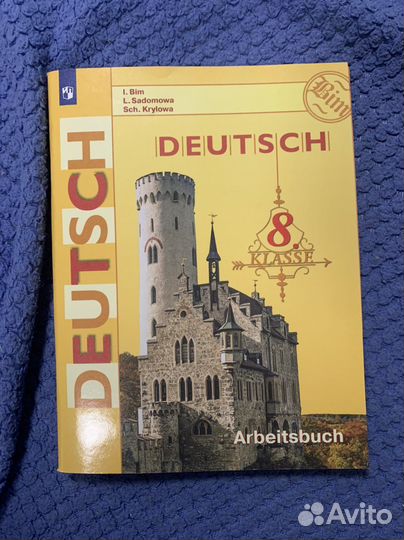 I. Bim
L. Sadomowa
Sch. Krylowa
Bim
DEUTSCH
DEUTSCH
8.
KLASSE
Arbeitsbuch
Avito